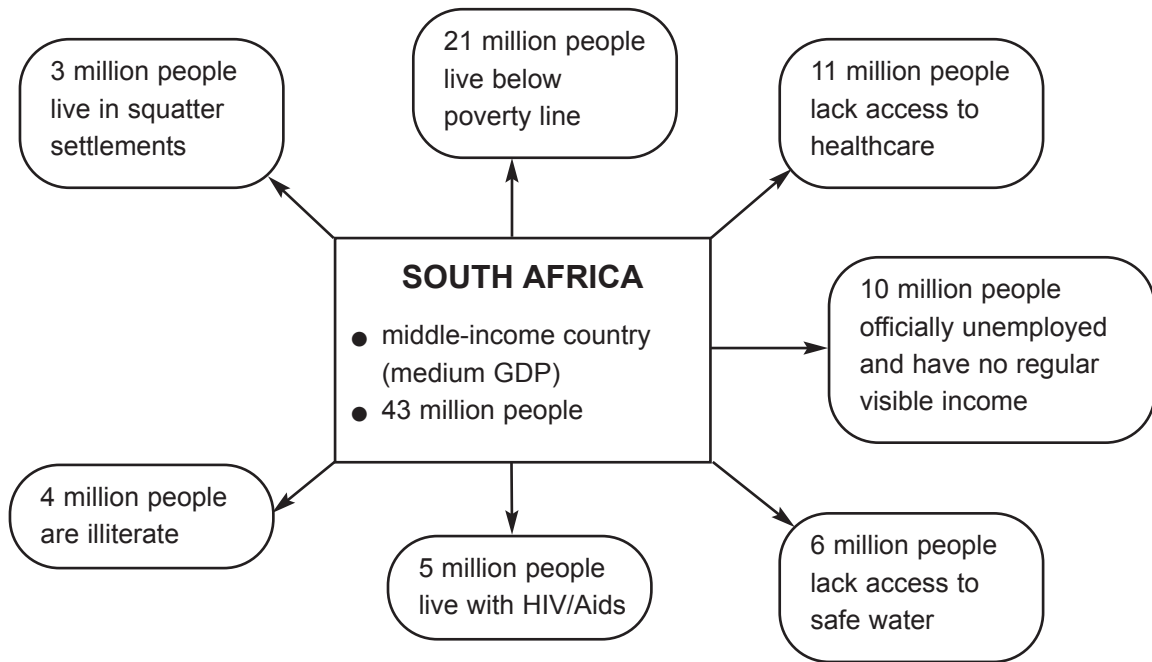 3 million people
live in squatter
settlements
21 million people
live below
poverty line
11 million people
lack access to
healthcare
SOUTH AFRICA
● middle-income country
(medium GDP)
● 43 million people
10 million people
officially unemployed
and have no regular
visible income
4 million people
are illiterate
5 million people
live with HIV/Aids
6 million people
lack access to
safe water